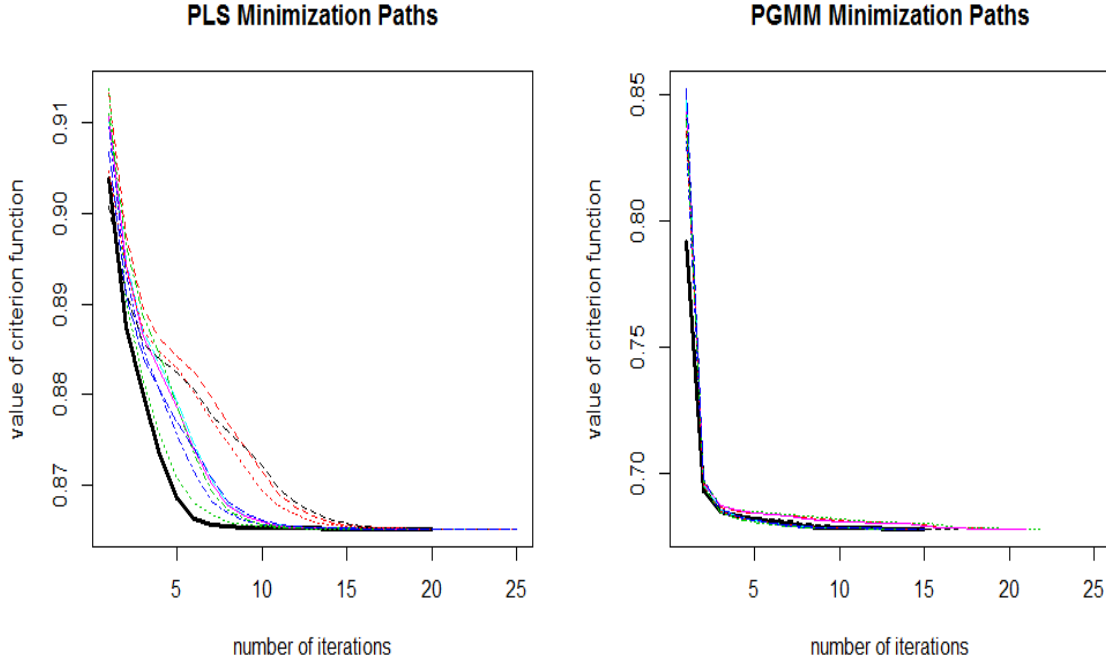 PLS Minimization Paths
value of criterion function
0.91
0.90
0.89
0.88
0.87
5 10 15 20 25
number of iterations
PGMM Minimization Paths
value of criterion function
0.85
0.80
0.75
0.70
5 10 15 20 25
number of iterations